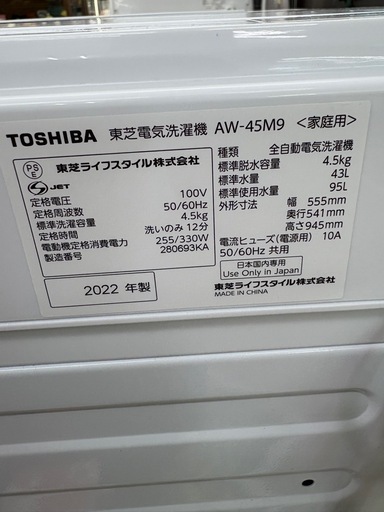 TOSHIBA 東芝電気洗濯機 AW-45M9 <家庭用>
PS
E
JET
東芝ライフスタイル株式会社
定格電圧 100V
定格周波数 50/60Hz
標準洗濯容量 4.5kg
定格時間 洗いのみ 12分
電動機定格消費電力 255/330W
製造番号 280693KA
2022 年製
種類 全自動電気洗濯機
標準脱水容量 4.5kg
標準水量 43L
標準使用水量 95L
外形寸法 幅 555mm
奥行541mm
高さ945mm
電流ヒューズ(電源用) 10A
50/60Hz 共用
日本国内専用
Use Only in Japan
東芝ライフスタイル株式会社
MADE IN CHINA